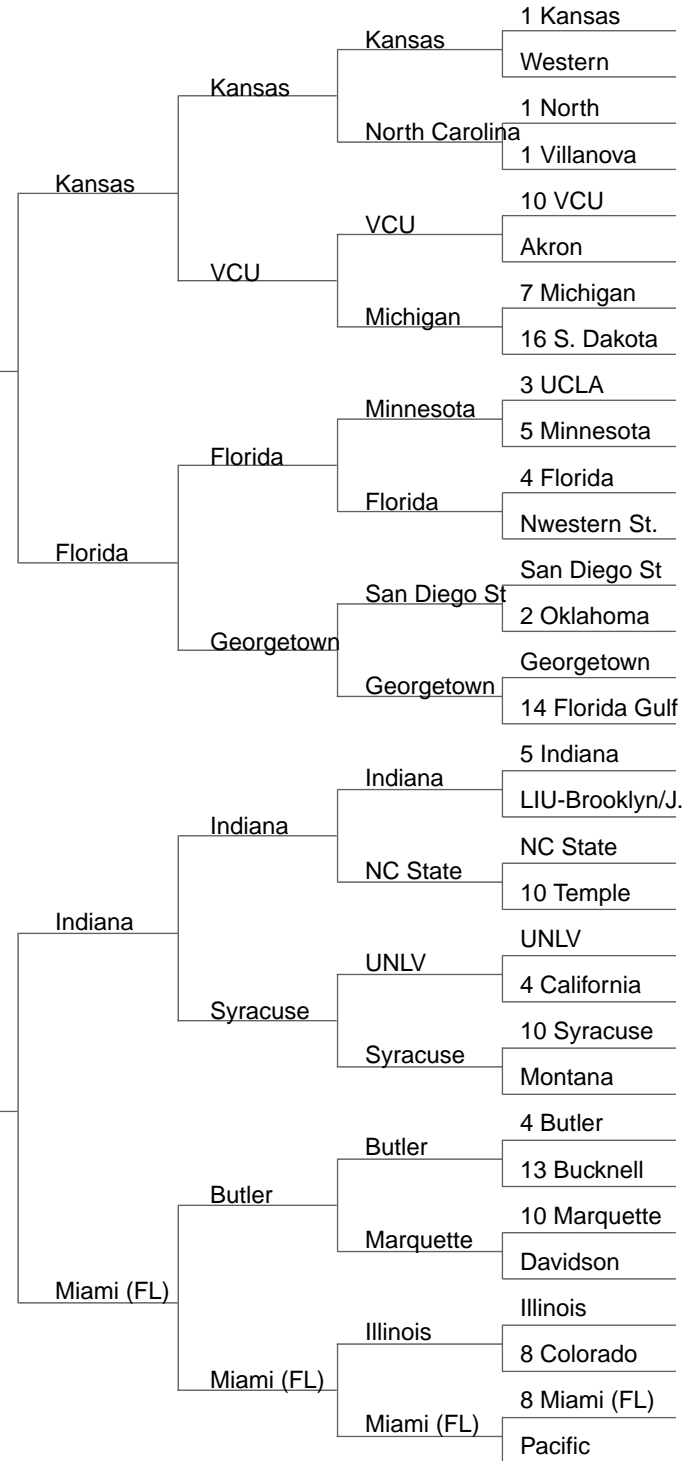 1 Kansas
Kansas
Western
Kansas
1 North
North Carolina
1 Villanova
Kansas
10 VCU
VCU
Akron
VCU
7 Michigan
Michigan
16 S. Dakota
3 UCLA
Minnesota
5 Minnesota
Florida
4 Florida
Florida
Nwestern St.
Florida
San Diego St
San Diego St
2 Oklahoma
Georgetown
Georgetown
Georgetown
14 Florida Gulf
5 Indiana
Indiana
LIU-Brooklyn/J.
Indiana
NC State
NC State
10 Temple
Indiana
UNLV
UNLV
4 California
Syracuse
10 Syracuse
Syracuse
Montana
4 Butler
Butler
13 Bucknell
Butler
10 Marquette
Marquette
Davidson
Miami (FL)
Illinois
Illinois
8 Colorado
Miami (FL)
8 Miami (FL)
Miami (FL)
Pacific